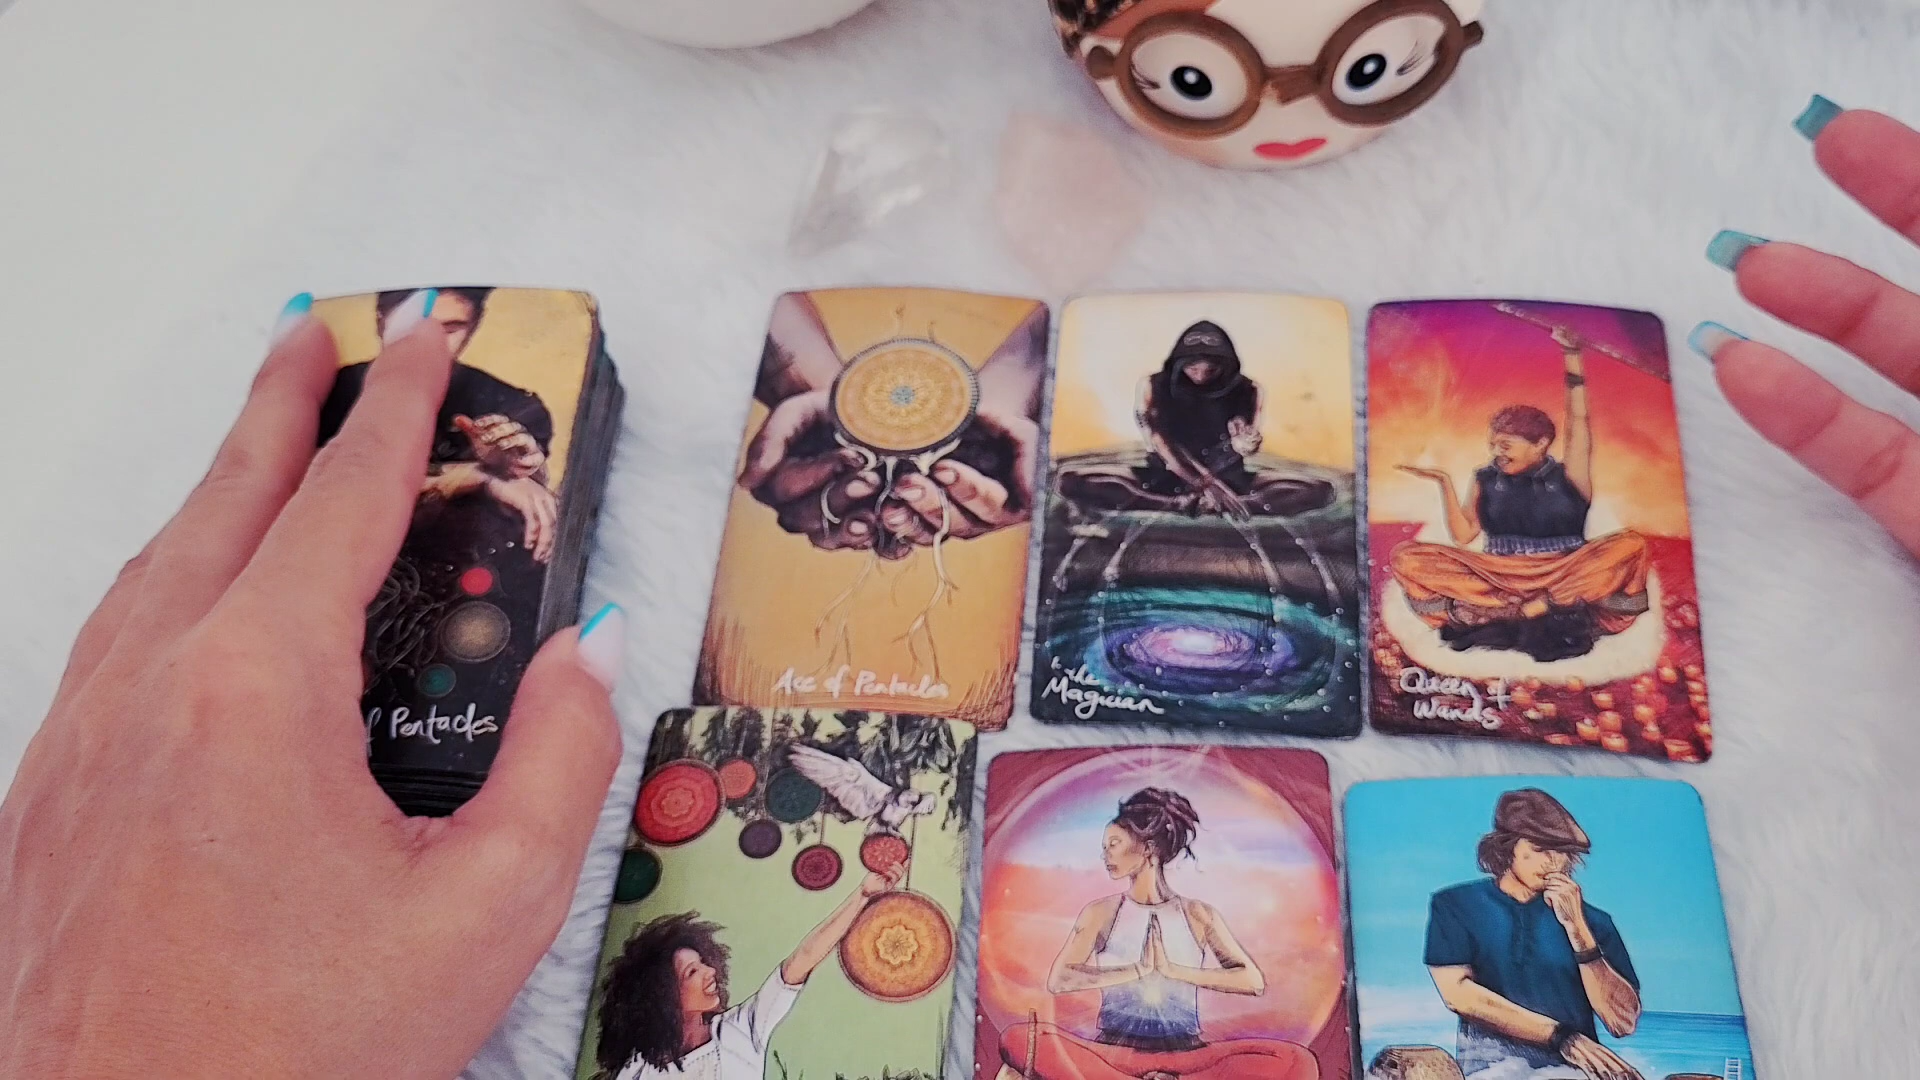 f Pentacles
Ace of Pentacles
the
Magician
Queen of
Wands